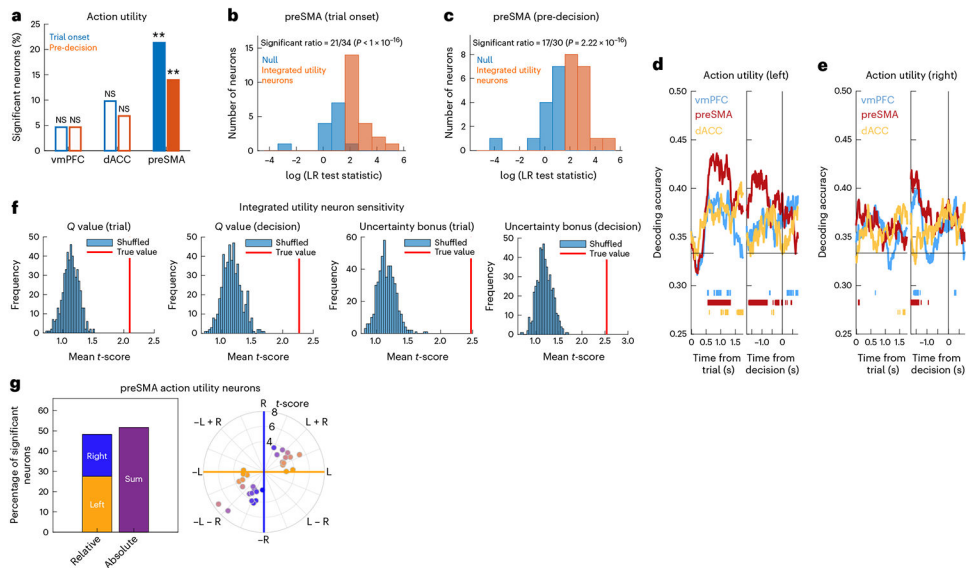 a
Action utility
Significant neurons (%)
25
20
15
10
5
0
Trial onset
Pre-decision
NS NS
NS
NS
**
**
vmPFC dACC preSMA
b
preSMA (trial onset)
Significant ratio = 21/34 (P < 1 × 10⁻¹⁶)
Null
Integrated utility
neurons
Number of neurons
15
10
5
0
−4 −2 0 2 4 6
log (LR test statistic)
c
preSMA (pre-decision)
Significant ratio = 17/30 (P = 2.22 × 10⁻¹⁶)
Null
Integrated utility
neurons
Number of neurons
8
6
4
2
0
−4 −2 0 2 4 6
log (LR test statistic)
d
Action utility (left)
vmPFC
preSMA
dACC
Decoding accuracy
0.50
0.45
0.40
0.35
0.30
0.25
0 0.5 1.0 1.5
−1.0 0
Time from
trial (s)
Time from
decision (s)
e
Action utility (right)
vmPFC
preSMA
dACC
Decoding accuracy
0.50
0.45
0.40
0.35
0.30
0.25
0 0.5 1.0 1.5
−1.0 0
Time from
trial (s)
Time from
decision (s)
f
Integrated utility neuron sensitivity
Q value (trial)
Shuffled
True value
Frequency
50
40
30
20
10
0
1.0 1.5 2.0 2.5
Mean t-score
Q value (decision)
Shuffled
True value
Frequency
50
40
30
20
10
0
1.0 1.5 2.0 2.5
Mean t-score
Uncertainty bonus (trial)
Shuffled
True value
Frequency
60
50
40
30
20
10
0
1.0 1.5 2.0 2.5
Mean t-score
Uncertainty bonus (decision)
Shuffled
True value
Frequency
50
40
30
20
10
0
1.0 1.5 2.0 2.5 3.0
Mean t-score
g
preSMA action utility neurons
Percentage of significant
neurons
60
50
40
30
20
10
0
Right
Left
Sum
Relative
Absolute
R t-score
8
6
4
−L + R
L + R
−L
L
−L − R
L − R
−R